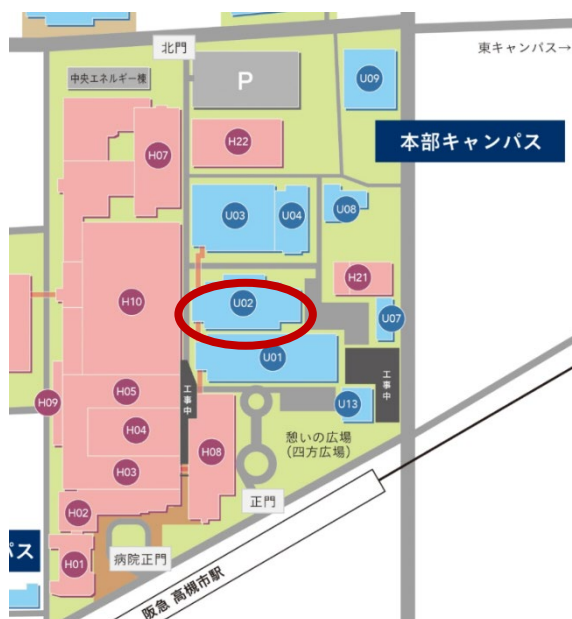 北門
東キャンパス→
中央エネルギー棟
P
U09
本部キャンパス
H22
H07
U03
U04
U08
H21
H10
U02
U07
U01
工事中
工事中
H09
H05
U13
H04
憩いの広場
(四方広場)
H08
H03
正門
H02
パス
病院正門
H01
阪急 高槻市駅